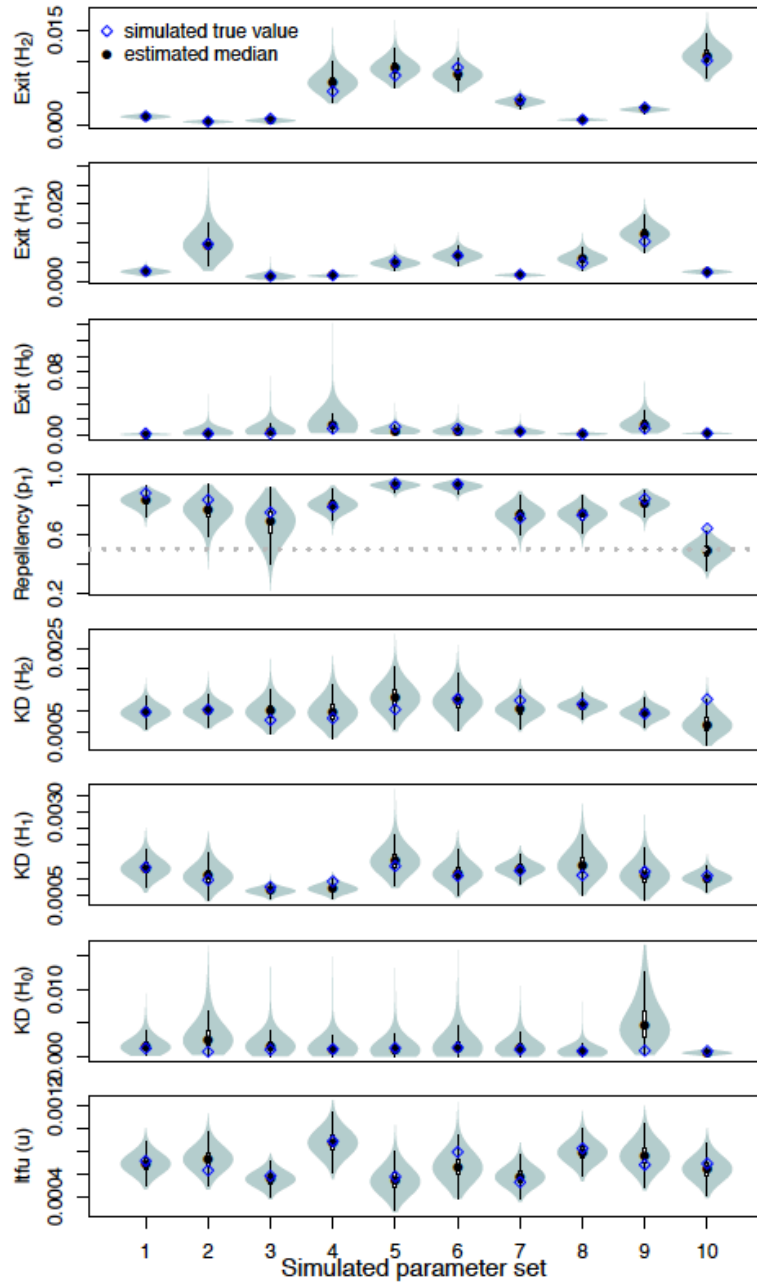 simulated true value
estimated median
Exit (H₂)
0.015
0.000
Exit (H₁)
0.020
0.000
Exit (H₀)
0.08
0.00
Repellency (p₁)
1.0
0.6
0.2
KD (H₂)
0.0025
0.0005
KD (H₁)
0.0030
0.0005
KD (H₀)
0.010
0.000
ltfu (u)
0.0012
0.0004
1 2 3 4 5 6 7 8 9 10
Simulated parameter set